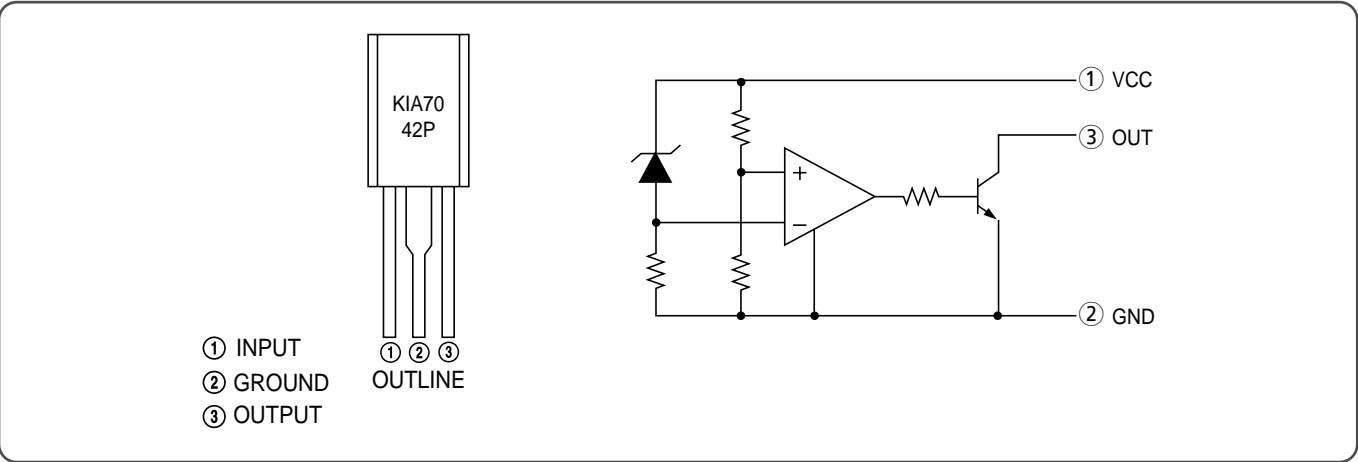 KIA70
42P
① ② ③
OUTLINE
① INPUT
② GROUND
③ OUTPUT
+
−
① VCC
③ OUT
② GND